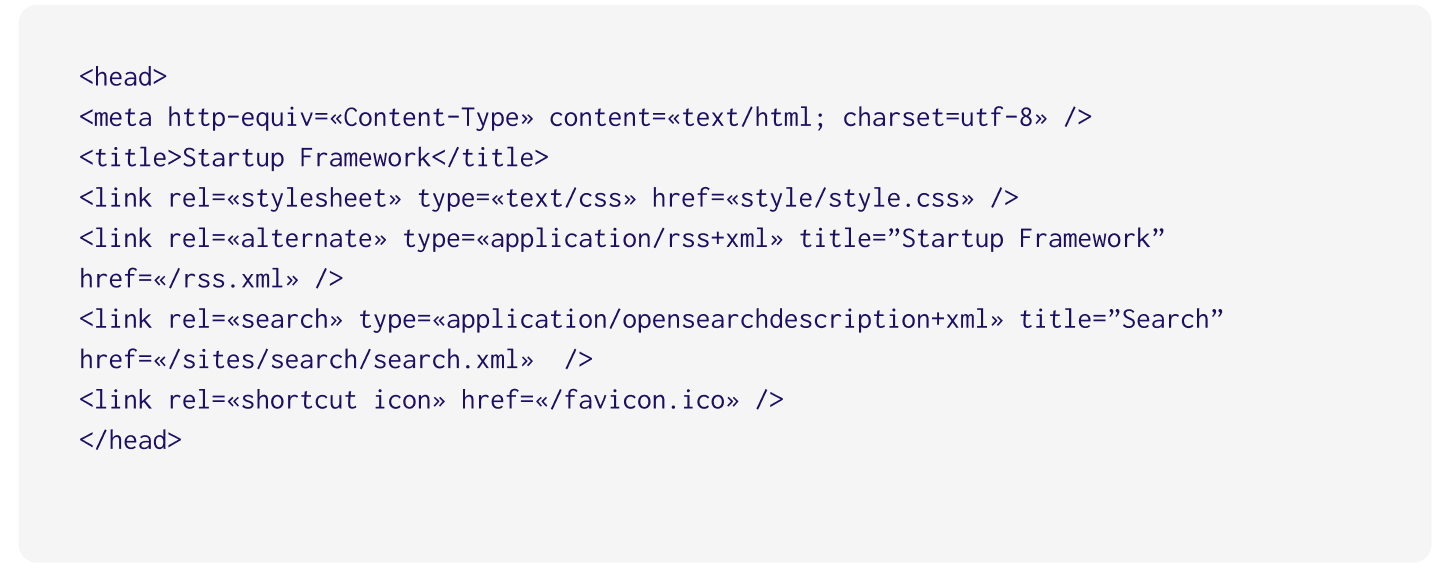 <head>
<meta http-equiv=«Content-Type» content=«text/html; charset=utf-8» />
<title>Startup Framework</title>
<link rel=«stylesheet» type=«text/css» href=«style/style.css» />
<link rel=«alternate» type=«application/rss+xml» title=”Startup Framework”
href=«/rss.xml» />
<link rel=«search» type=«application/opensearchdescription+xml» title=”Search”
href=«/sites/search/search.xml»  />
<link rel=«shortcut icon» href=«/favicon.ico» />
</head>